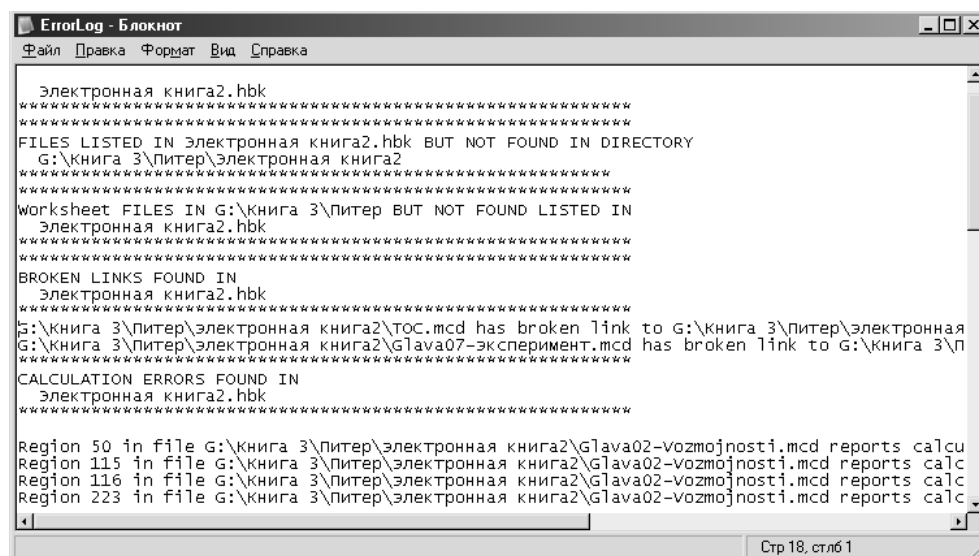 ErrorLog - Блокнот
Файл Правка Формат Вид Справка
Электронная книга2.hbk
***********************************************************
***********************************************************
FILES LISTED IN Электронная книга2.hbk BUT NOT FOUND IN DIRECTORY
G:\Книга 3\Питер\Электронная книга2
*********************************************************
***********************************************************
Worksheet FILES IN G:\Книга 3\Питер BUT NOT FOUND LISTED IN
Электронная книга2.hbk
***********************************************************
***********************************************************
BROKEN LINKS FOUND IN
Электронная книга2.hbk
***********************************************************
G:\Книга 3\Питер\электронная книга2\TOC.mcd has broken link to G:\Книга 3\Питер\электронная
G:\Книга 3\Питер\электронная книга2\Glava07-эксперимент.mcd has broken link to G:\Книга 3\П
***********************************************************
CALCULATION ERRORS FOUND IN
Электронная книга2.hbk
***********************************************************
Region 50 in file G:\Книга 3\Питер\электронная книга2\Glava02-Vozmojnosti.mcd reports calcu
Region 115 in file G:\Книга 3\Питер\электронная книга2\Glava02-Vozmojnosti.mcd reports calc
Region 116 in file G:\Книга 3\Питер\электронная книга2\Glava02-Vozmojnosti.mcd reports calc
Region 223 in file G:\Книга 3\Питер\электронная книга2\Glava02-Vozmojnosti.mcd reports calc
Стр 18, стлб 1